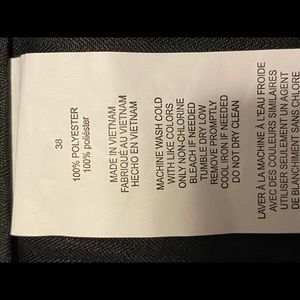 38
100% POLYESTER
100% poliester
MADE IN VIETNAM
FABRIQUÉ AU VIETNAM
HECHO EN VIETNAM
MACHINE WASH COLD
WITH LIKE COLORS
ONLY NON-CHLORINE
BLEACH IF NEEDED
TUMBLE DRY LOW
REMOVE PROMPTLY
COOL IRON IF NEEDED
DO NOT DRY CLEAN
LAVER À LA MACHINE À L'EAU FROIDE
AVEC DES COULEURS SIMILAIRES
UTILISER SEULEMENT UN AGENT
DE BLANCHIMENT SANS CHLORE